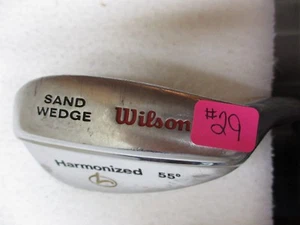 SAND
WEDGE
Wilson
#29
Harmonized 55°